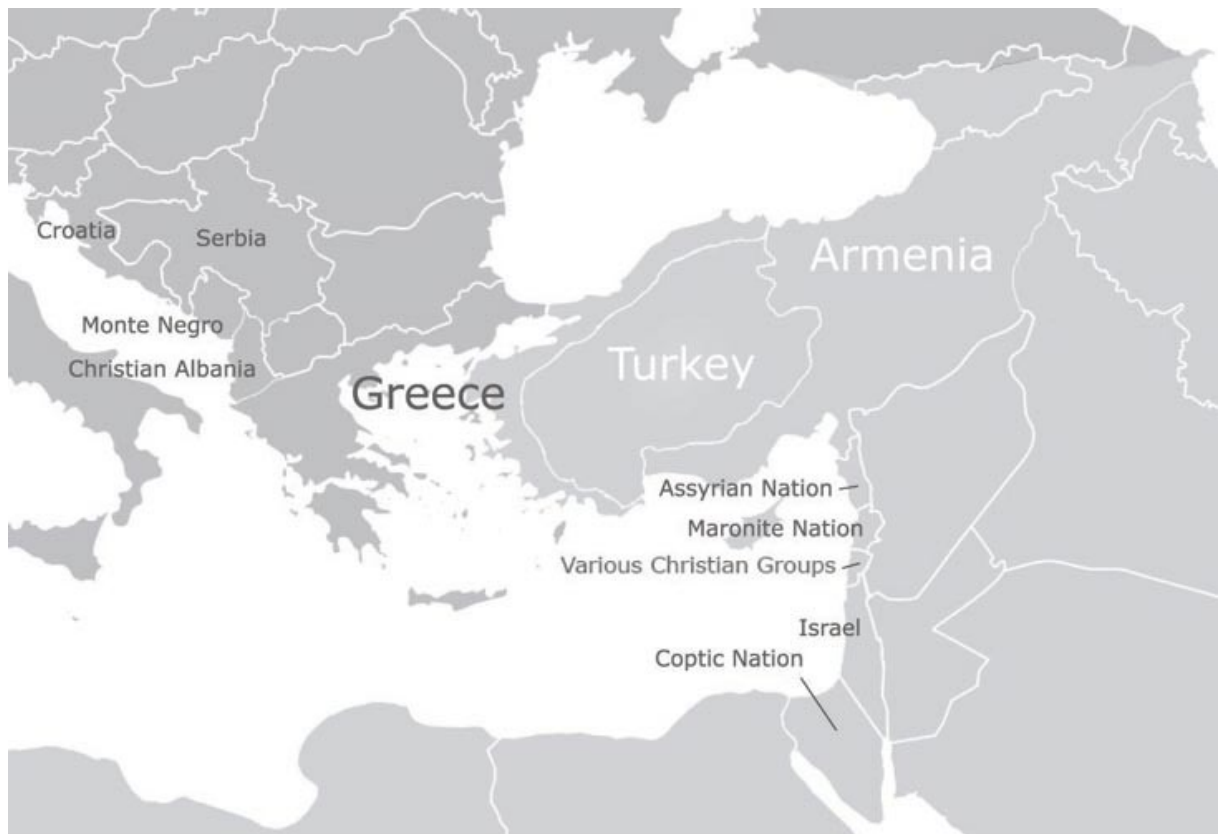 Croatia
Serbia
Armenia
Monte Negro
Christian Albania
Turkey
Greece
Assyrian Nation
Maronite Nation
Various Christian Groups
Israel
Coptic Nation